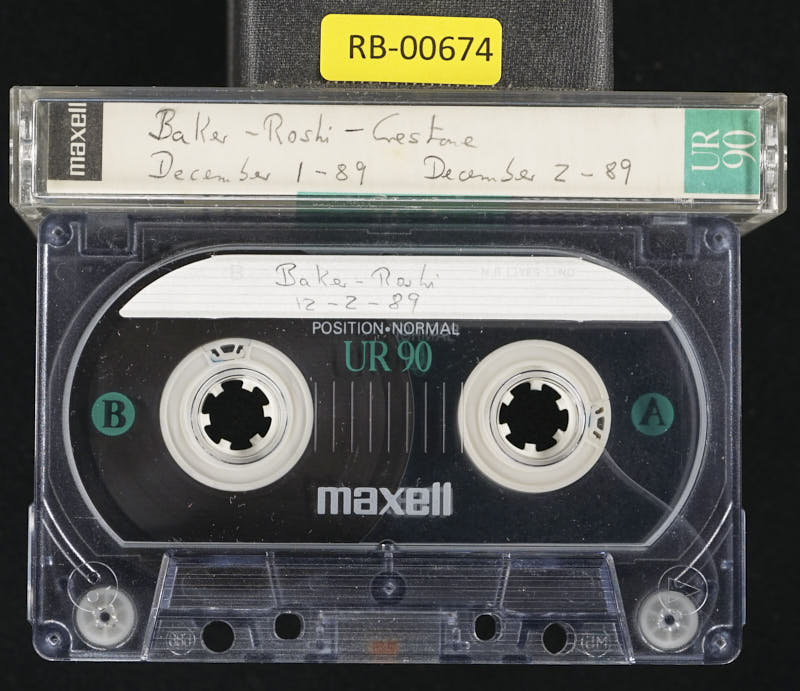 RB-00674
maxell
Baker - Roshi - Crestone
December 1 - 89 December 2 - 89
UR 90
Baker - Roshi
12 - 2 - 89
POSITION•NORMAL
UR 90
B
A
maxell